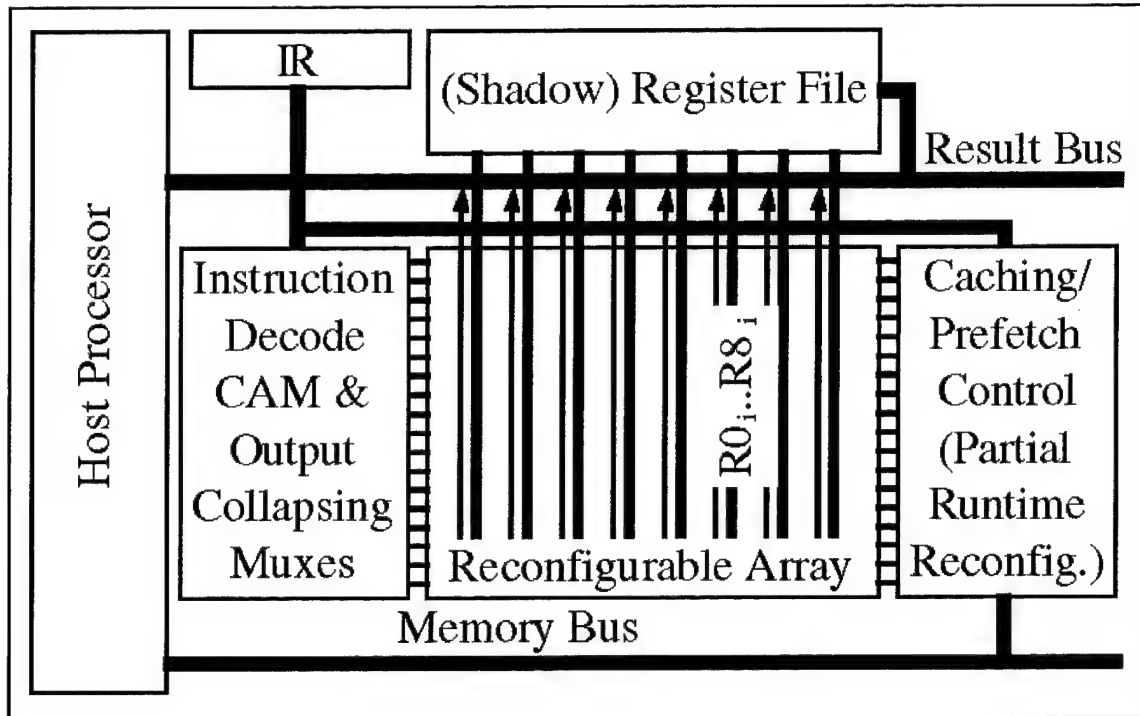 Host Processor
IR
(Shadow) Register File
Result Bus
Instruction
Decode
CAM &
Output
Collapsing
Muxes
R0i..R8i
Reconfigurable Array
Caching/
Prefetch
Control
(Partial
Runtime
Reconfig.)
Memory Bus